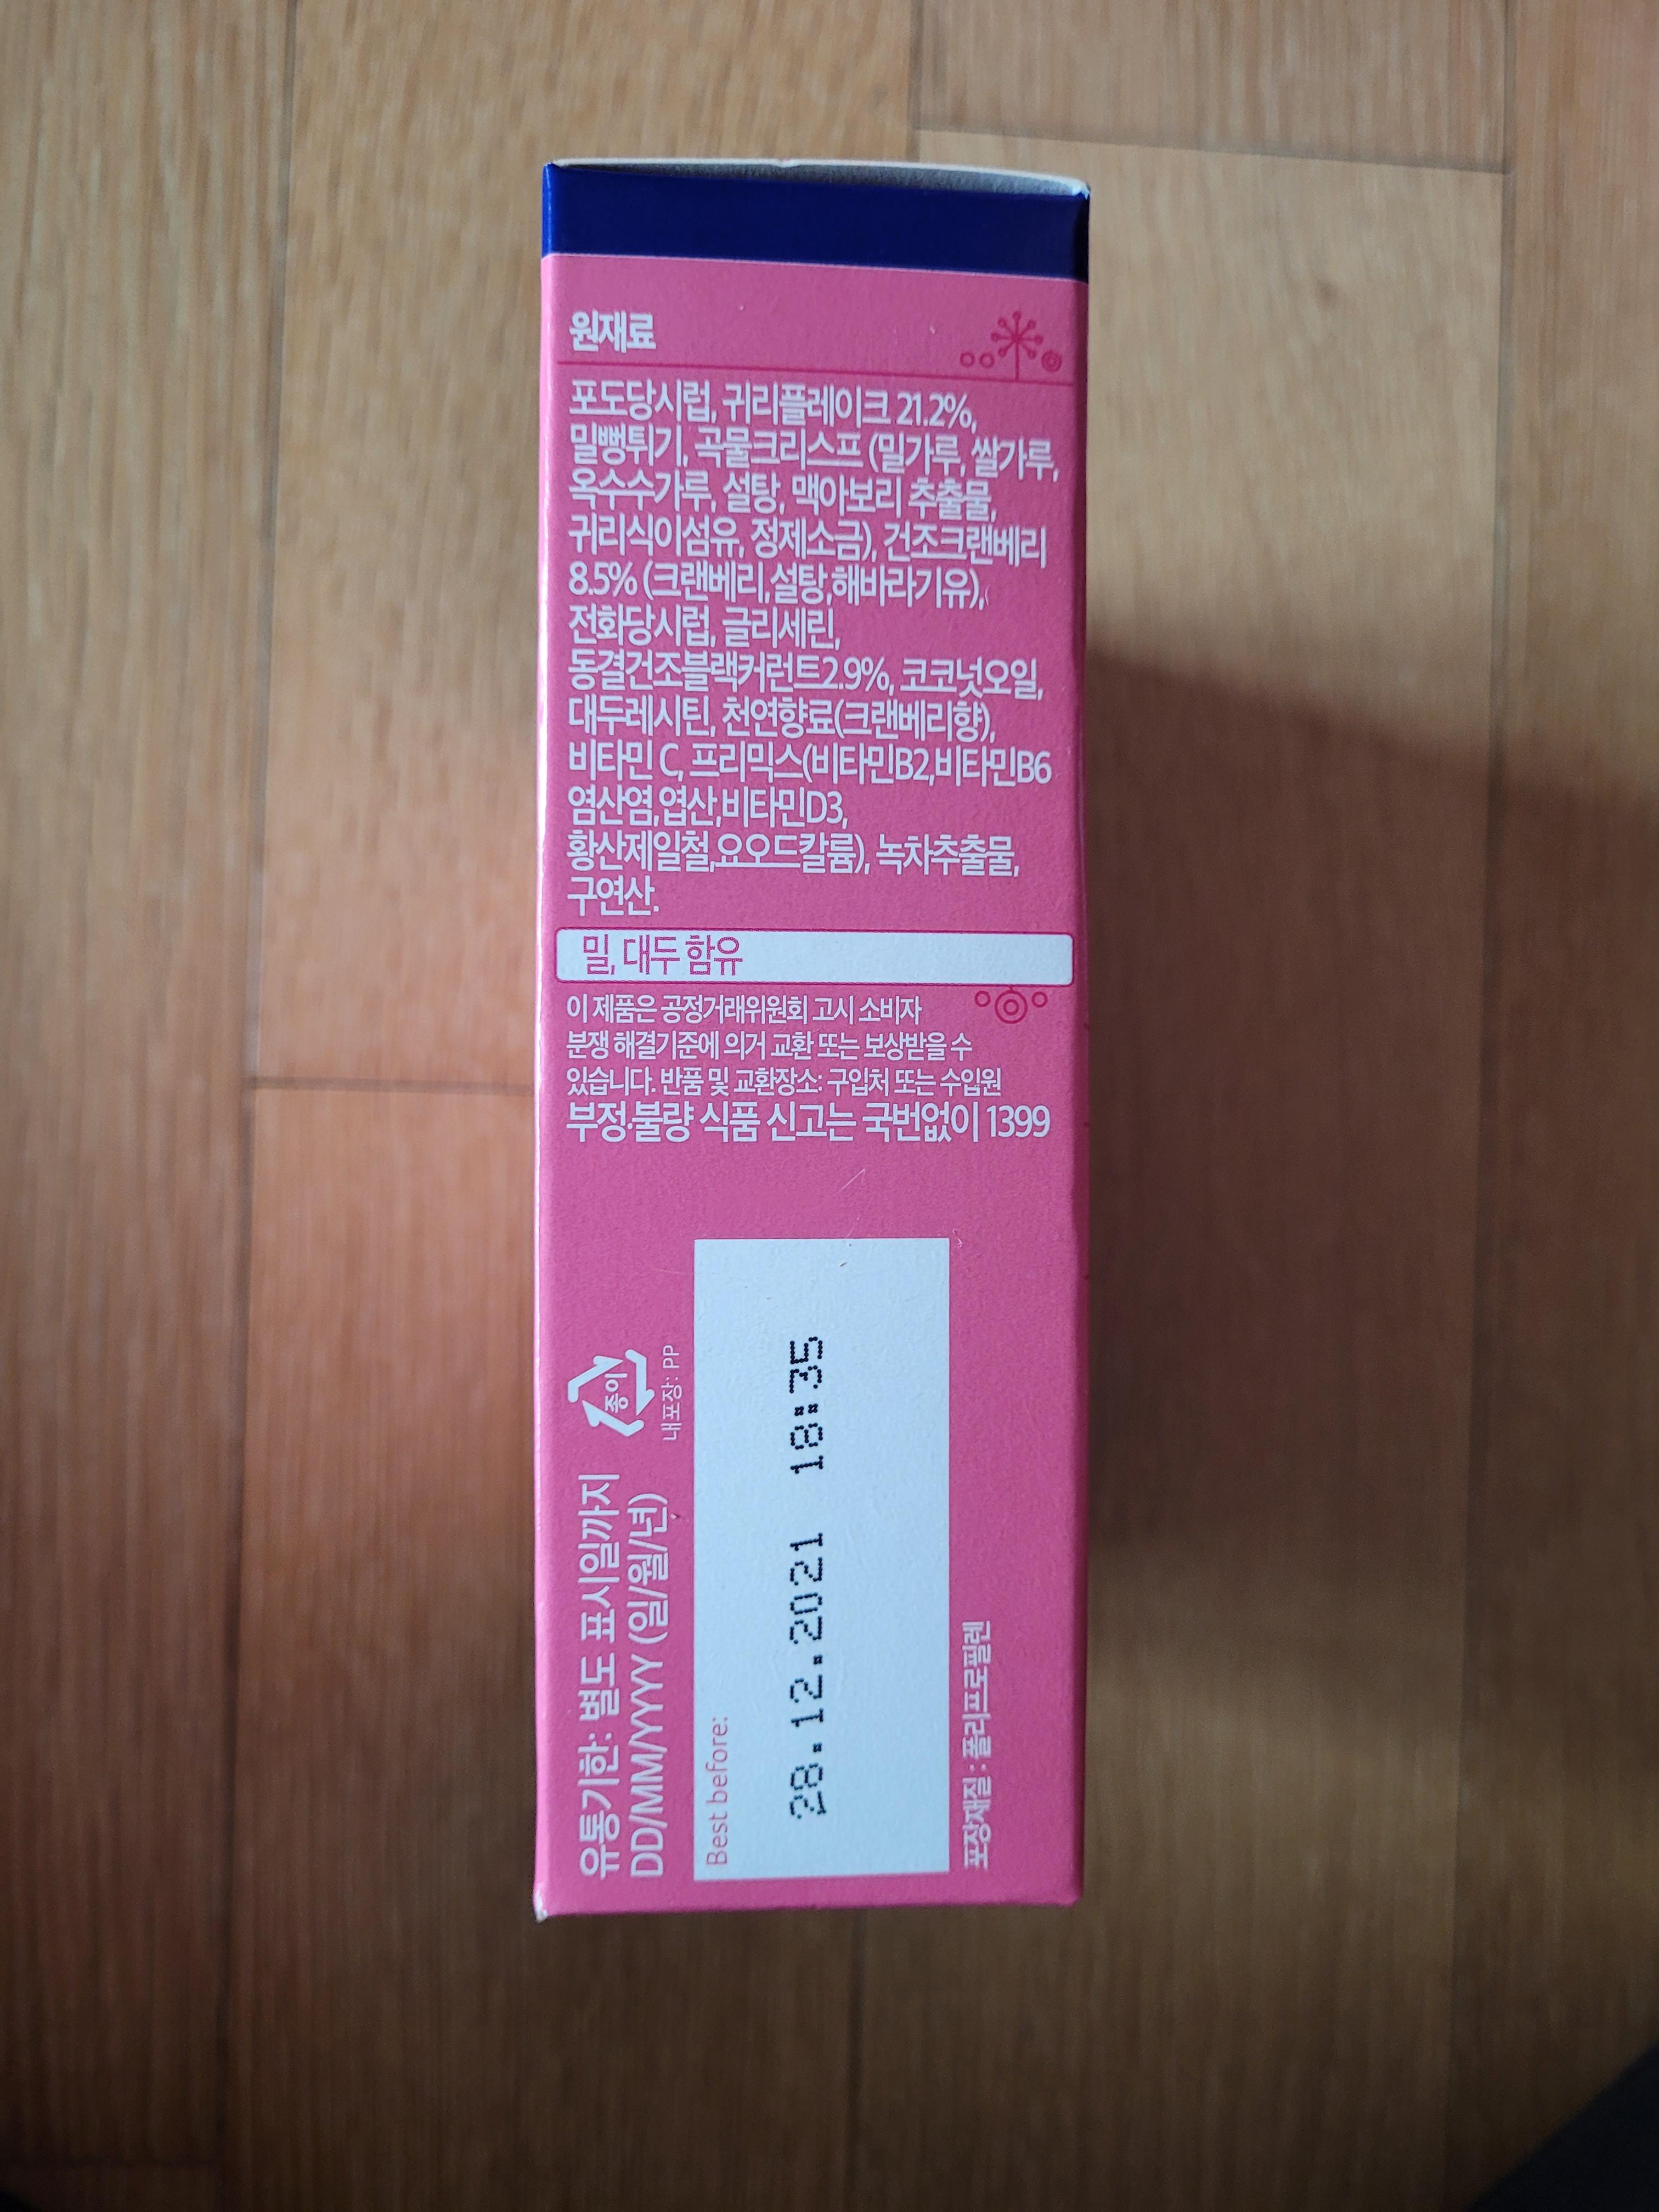 원재료
포도당시럽, 귀리플레이크 21.2%,
밀뻥튀기, 곡물크리스프 (밀가루, 쌀가루,
옥수수가루, 설탕, 맥아보리 추출물,
귀리식이섬유, 정제소금), 건조크랜베리
8.5% (크랜베리,설탕,해바라기유),
전화당시럽, 글리세린,
동결건조블랙커런트2.9%, 코코넛오일,
대두레시틴, 천연향료(크랜베리향),
비타민 C, 프리믹스(비타민B2,비타민B6
염산염,엽산,비타민D3,
황산제일철,요오드칼륨), 녹차추출물,
구연산.
밀, 대두 함유
이 제품은 공정거래위원회 고시 소비자
분쟁 해결기준에 의거 교환 또는 보상받을 수
있습니다. 반품 및 교환장소: 구입처 또는 수입원
부정·불량 식품 신고는 국번없이 1399
유통기한: 별도 표시일까지
DD/MM/YYYY (일/월/년)
종이
내포장: PP
Best before:
28.12.2021 18:35
포장재질 : 폴리프로필렌